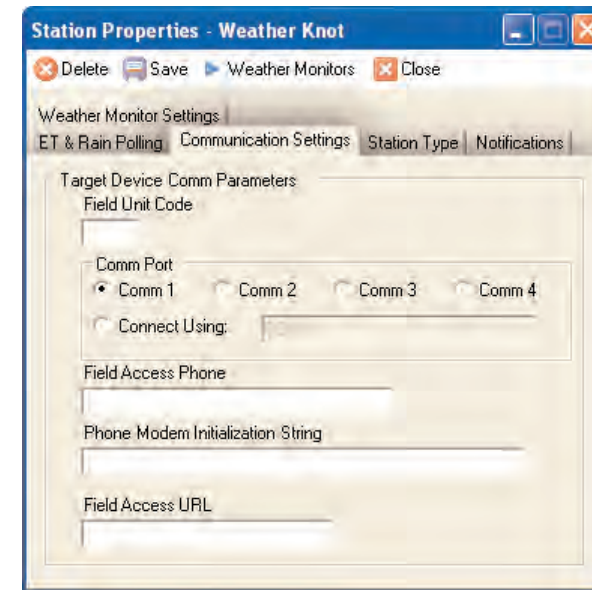 Station Properties - Weather Knot
Delete Save Weather Monitors Close
Weather Monitor Settings
ET & Rain Polling Communication Settings Station Type Notifications
Target Device Comm Parameters
Field Unit Code
Comm Port
Comm 1 Comm 2 Comm 3 Comm 4
Connect Using:
Field Access Phone
Phone Modem Initialization String
Field Access URL